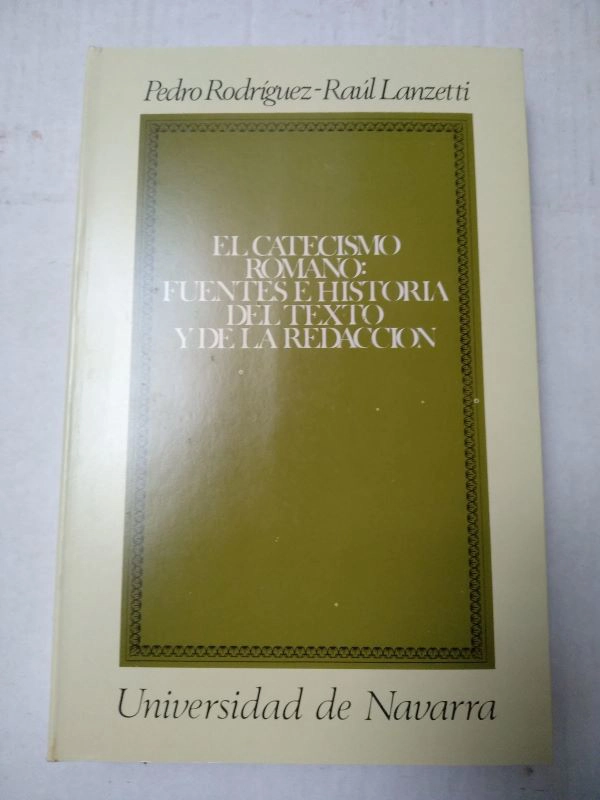 Pedro Rodríguez-Raúl Lanzetti
EL CATECISMO
ROMANO:
FUENTES E HISTORIA
DEL TEXTO
Y DE LA REDACCION
Universidad de Navarra